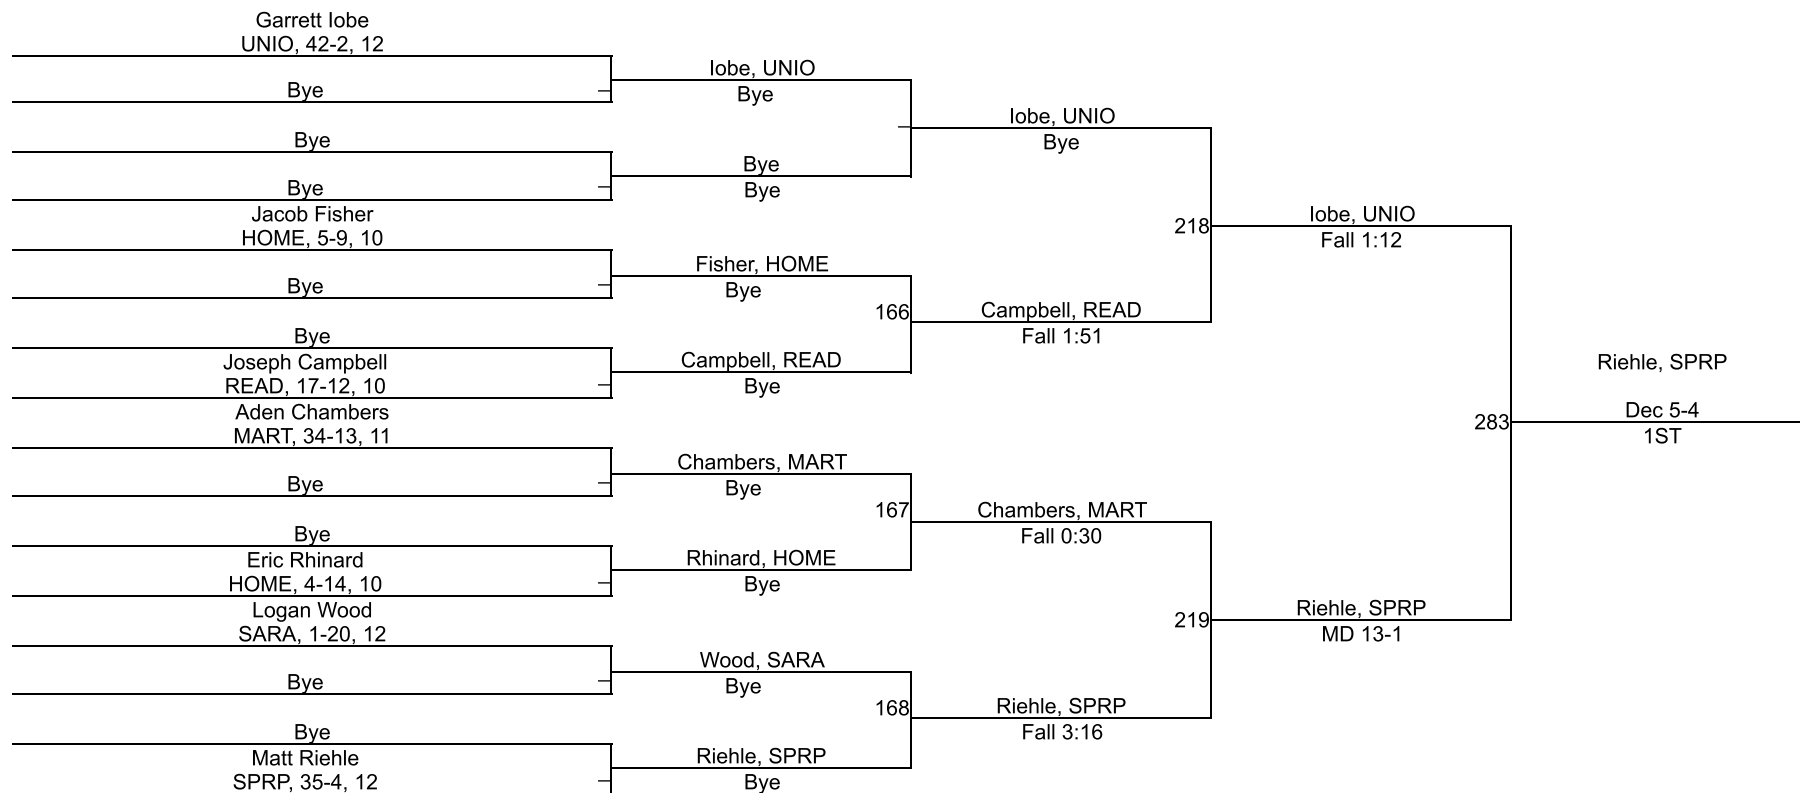 Garrett Iobe
UNIO, 42-2, 12
Bye
Bye
Bye
Jacob Fisher
HOME, 5-9, 10
Bye
Bye
Joseph Campbell
READ, 17-12, 10
Aden Chambers
MART, 34-13, 11
Bye
Bye
Eric Rhinard
HOME, 4-14, 10
Logan Wood
SARA, 1-20, 12
Bye
Bye
Matt Riehle
SPRP, 35-4, 12
Iobe, UNIO
Bye
Bye
Bye
Fisher, HOME
Bye
166
Campbell, READ
Bye
Chambers, MART
Bye
167
Rhinard, HOME
Bye
Wood, SARA
Bye
168
Riehle, SPRP
Bye
Iobe, UNIO
Bye
218
Campbell, READ
Fall 1:51
Chambers, MART
Fall 0:30
219
Riehle, SPRP
Fall 3:16
Iobe, UNIO
Fall 1:12
283
Riehle, SPRP
MD 13-1
Riehle, SPRP
Dec 5-4
1ST